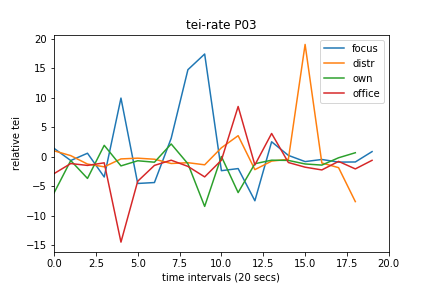 tei-rate P03
relative tei
20
15
10
5
0
−5
−10
−15
focus
distr
own
office
0.0 2.5 5.0 7.5 10.0 12.5 15.0 17.5 20.0
time intervals (20 secs)